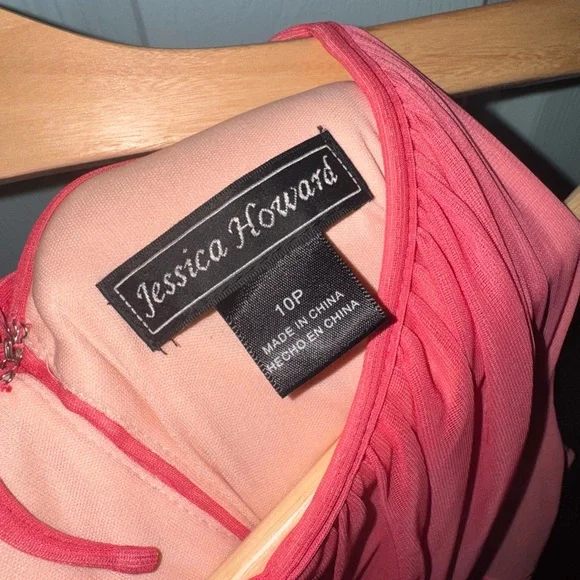 Jessica Howard
10P
MADE IN CHINA
HECHO EN CHINA